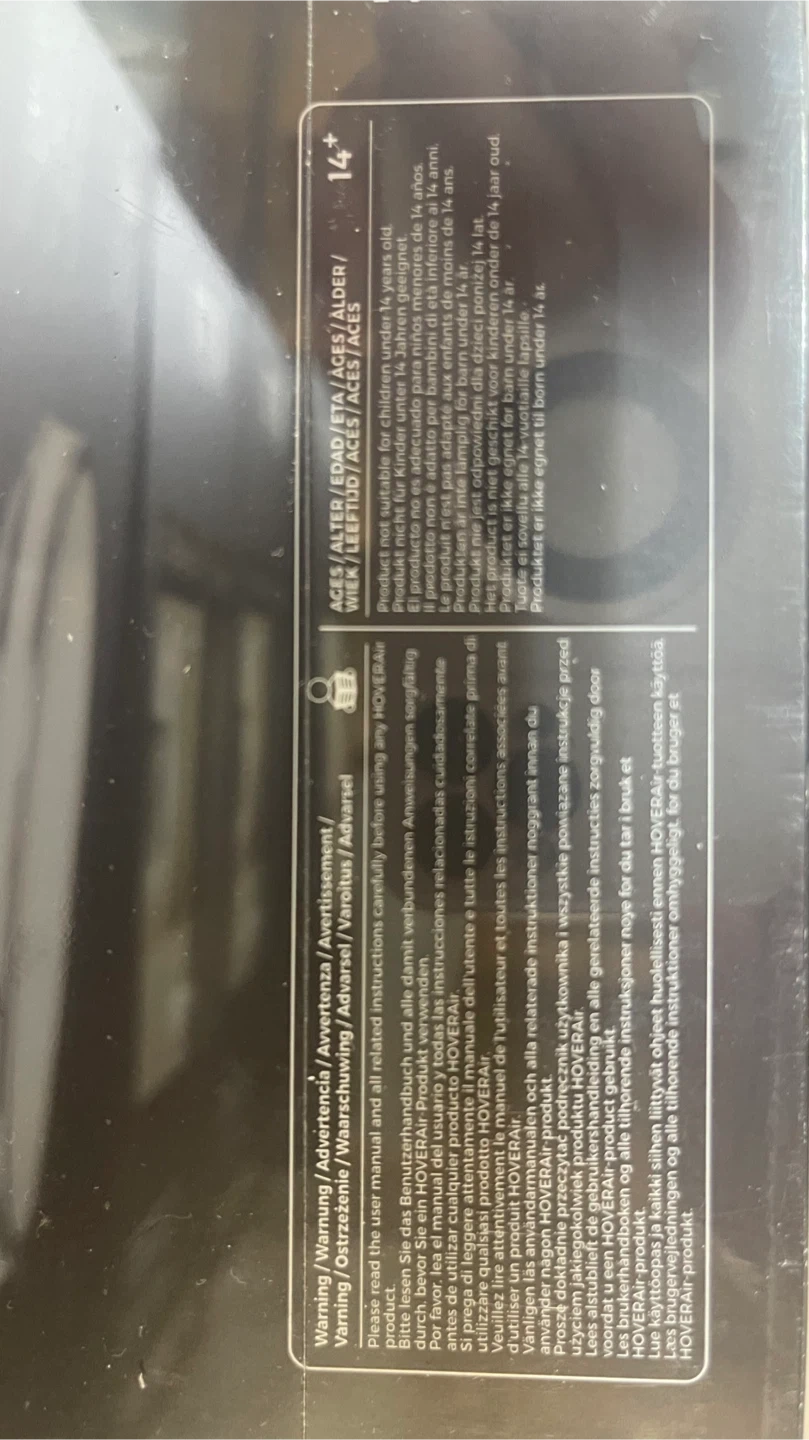 Warning / Warnung / Advertencia / Avvertenza / Avertissement /
Varning / Ostrzeżenie / Waarschuwing / Advarsel / Varoitus / Advarsel
Please read the user manual and all related instructions carefully before using any HOVERAir
product.
Bitte lesen Sie das Benutzerhandbuch und alle damit verbundenen Anweisungen sorgfältig
durch, bevor Sie ein HOVERAir-Produkt verwenden.
Por favor, lea el manual del usuario y todas las instrucciones relacionadas cuidadosamente
antes de utilizar cualquier producto HOVERAir.
Si prega di leggere attentamente il manuale dell'utente e tutte le istruzioni correlate prima di
utilizzare qualsiasi prodotto HOVERAir.
Veuillez lire attentivement le manuel de l'utilisateur et toutes les instructions associées avant
d'utiliser un produit HOVERAir.
Vänligen läs användarmanualen och alla relaterade instruktioner noggrant innan du
använder någon HOVERAir-produkt.
Proszę dokładnie przeczytać podręcznik użytkownika i wszystkie powiązane instrukcje przed
użyciem jakiegokolwiek produktu HOVERAir.
Lees alstublieft de gebruikershandleiding en alle gerelateerde instructies zorgvuldig door
voordat u een HOVERAir-product gebruikt.
Les brukerhåndboken og alle tilhørende instruksjoner nøye før du tar i bruk et
HOVERAir-produkt.
Lue käyttöopas ja kaikki siihen liittyvät ohjeet huolellisesti ennen HOVERAir-tuotteen käyttöä.
Læs brugervejledningen og alle tilhørende instruktioner omhyggeligt, før du bruger et
HOVERAir-produkt.
AGES / ALTER / EDAD / ETA / ÂGES / ÅLDER /
WIEK / LEEFTIJD / ACES / ACES / ACES
14+
Product not suitable for children under 14 years old.
Produkt nicht für Kinder unter 14 Jahren geeignet.
El producto no es adecuado para niños menores de 14 años.
Il prodotto non è adatto per bambini di età inferiore ai 14 anni.
Le produit n'est pas adapté aux enfants de moins de 14 ans.
Produkten är inte lämplig för barn under 14 år.
Produkt nie jest odpowiedni dla dzieci poniżej 14 lat.
Het product is niet geschikt voor kinderen onder de 14 jaar oud.
Produktet er ikke egnet for barn under 14 år.
Tuote ei sovellu alle 14-vuotiaille lapsille.
Produktet er ikke egnet til børn under 14 år.